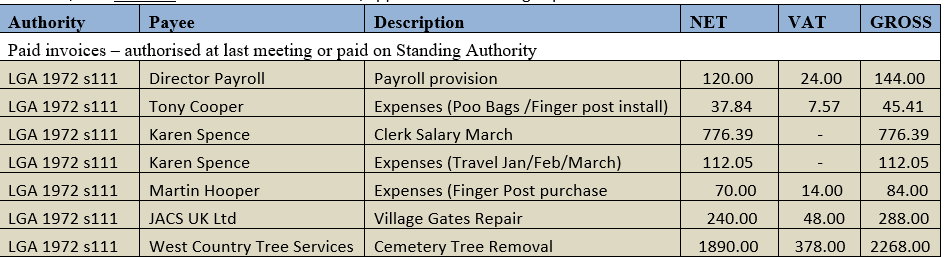 Authority Payee Description NET VAT GROSS
Paid invoices – authorised at last meeting or paid on Standing Authority
LGA 1972 s111 Director Payroll Payroll provision 120.00 24.00 144.00
LGA 1972 s111 Tony Cooper Expenses (Poo Bags /Finger post install) 37.84 7.57 45.41
LGA 1972 s111 Karen Spence Clerk Salary March 776.39 - 776.39
LGA 1972 s111 Karen Spence Expenses (Travel Jan/Feb/March) 112.05 - 112.05
LGA 1972 s111 Martin Hooper Expenses (Finger Post purchase 70.00 14.00 84.00
LGA 1972 s111 JACS UK Ltd Village Gates Repair 240.00 48.00 288.00
LGA 1972 s111 West Country Tree Services Cemetery Tree Removal 1890.00 378.00 2268.00